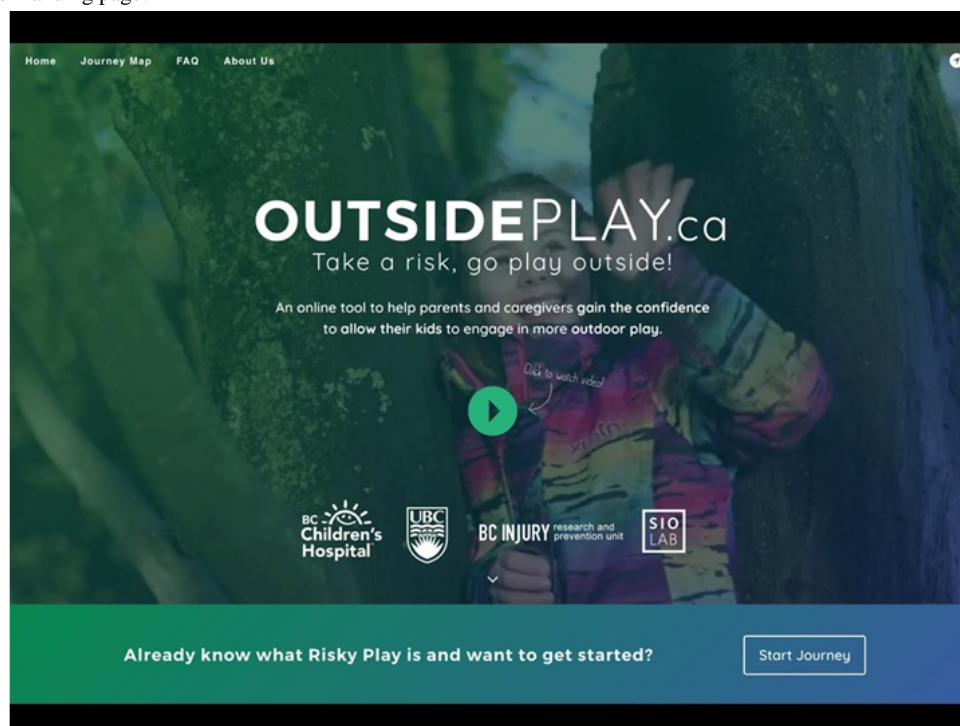 Home Journey Map FAQ About Us
OUTSIDEPLAY.ca
Take a risk, go play outside!
An online tool to help parents and caregivers gain the confidence
to allow their kids to engage in more outdoor play.
Click to watch video!
BC
Children's
Hospital
UBC
BC INJURY research and
prevention unit
SIO
LAB
Already know what Risky Play is and want to get started?
Start Journey